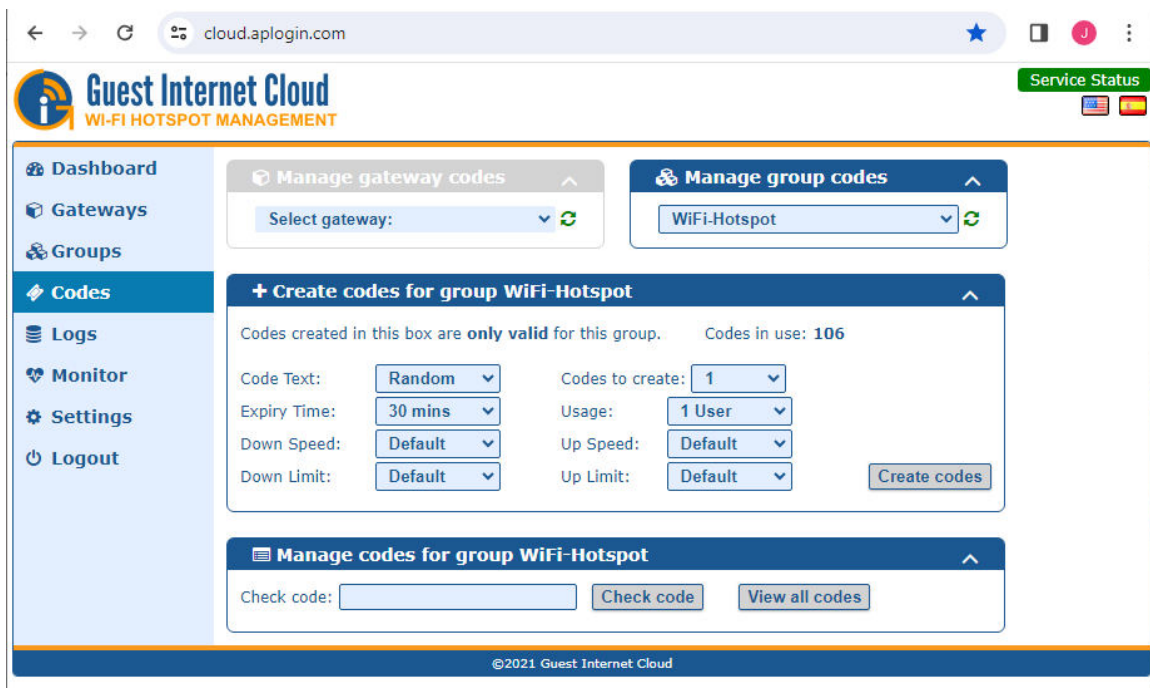 cloud.aplogin.com
J
Guest Internet Cloud
WI-FI HOTSPOT MANAGEMENT
Service Status
Dashboard
Gateways
Groups
Codes
Logs
Monitor
Settings
Logout
Manage gateway codes
Select gateway:
Manage group codes
WiFi-Hotspot
+ Create codes for group WiFi-Hotspot
Codes created in this box are only valid for this group. Codes in use: 106
Code Text: Random Codes to create: 1
Expiry Time: 30 mins Usage: 1 User
Down Speed: Default Up Speed: Default
Down Limit: Default Up Limit: Default Create codes
Manage codes for group WiFi-Hotspot
Check code: Check code View all codes
©2021 Guest Internet Cloud